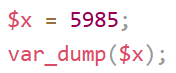 $x = 5985;
var_dump($x);